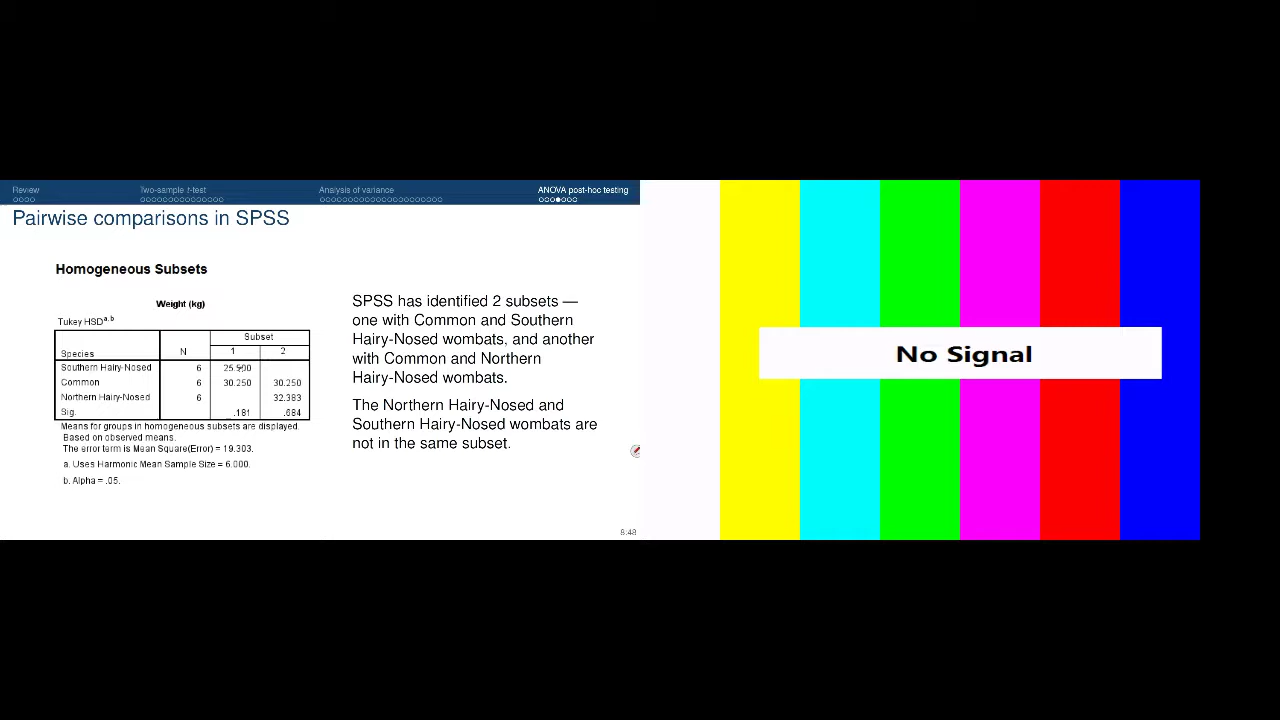 Review Two-sample t-test Analysis of variance ANOVA post-hoc testing
Pairwise comparisons in SPSS
Homogeneous Subsets
Weight (kg)
Tukey HSDa,b
Subset
Species N 1 2
Southern Hairy-Nosed 6 25.500
Common 6 30.250 30.250
Northern Hairy-Nosed 6 32.383
Sig. .181 .684
Means for groups in homogeneous subsets are displayed.
Based on observed means.
The error term is Mean Square(Error) = 19.303.
a. Uses Harmonic Mean Sample Size = 6.000.
b. Alpha = .05.
SPSS has identified 2 subsets —
one with Common and Southern
Hairy-Nosed wombats, and another
with Common and Northern
Hairy-Nosed wombats.
The Northern Hairy-Nosed and
Southern Hairy-Nosed wombats are
not in the same subset.
8:48
No Signal